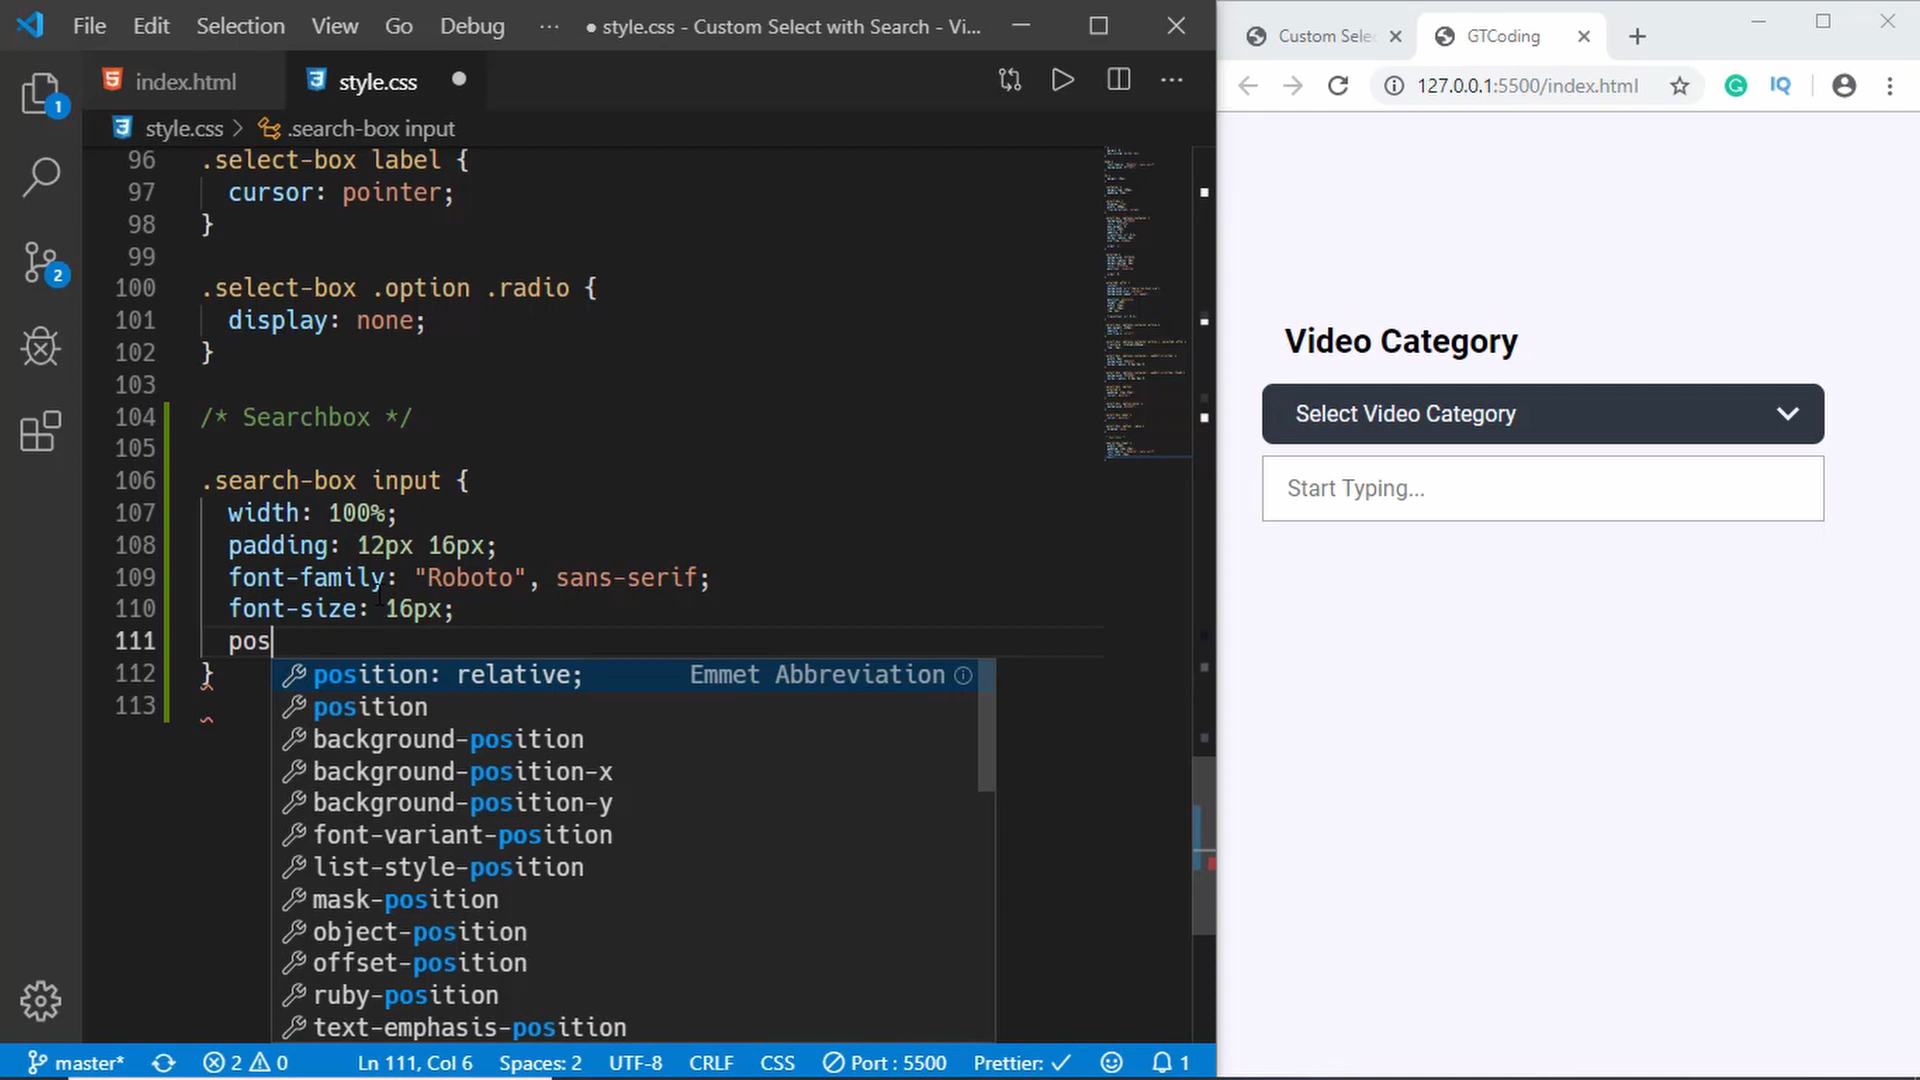 File Edit Selection View Go Debug ··· ● style.css - Custom Select with Search - Vi...
index.html style.css
style.css > .search-box input
96 .select-box label {
97 cursor: pointer;
98 }
99
100 .select-box .option .radio {
101 display: none;
102 }
103
104 /* Searchbox */
105
106 .search-box input {
107 width: 100%;
108 padding: 12px 16px;
109 font-family: "Roboto", sans-serif;
110 font-size: 16px;
111 pos
112 }
113
position: relative; Emmet Abbreviation
position
background-position
background-position-x
background-position-y
font-variant-position
list-style-position
mask-position
object-position
offset-position
ruby-position
text-emphasis-position
1
2
master* 2 0 Ln 111, Col 6 Spaces: 2 UTF-8 CRLF CSS Port : 5500 Prettier: ✓ 1
Custom Sele GTCoding
127.0.0.1:5500/index.html IQ
Video Category
Select Video Category
Start Typing...